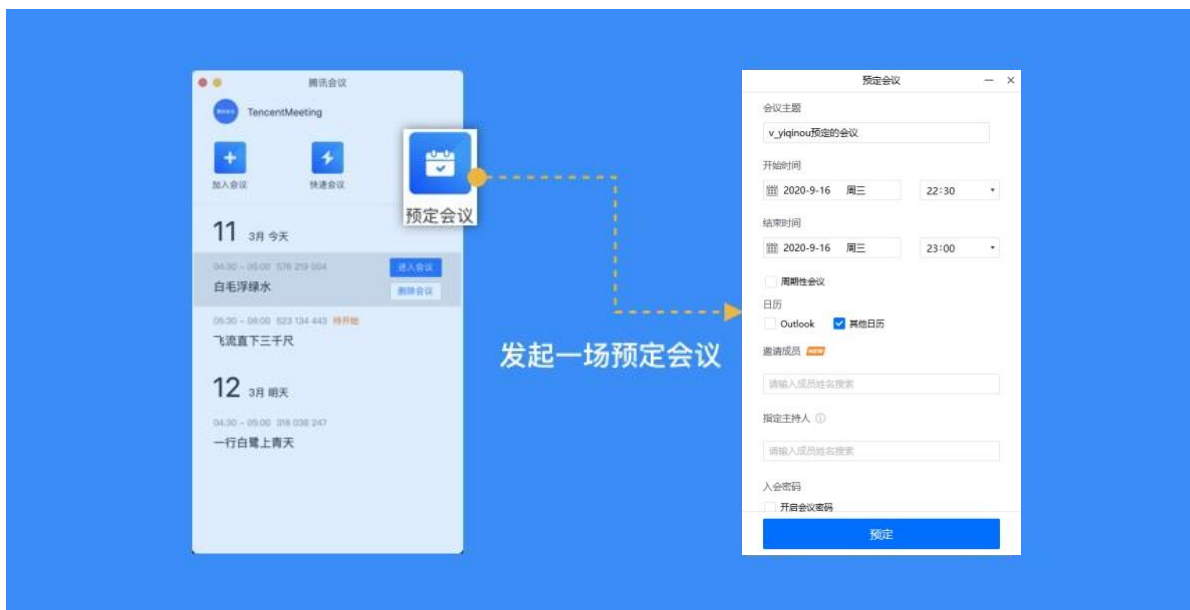 腾讯会议
TencentMeeting
加入会议
快速会议
预定会议
11 3月 今天
04:30 - 05:00 576 219 004
进入会议
白毛浮绿水
删除会议
05:30 - 06:00 623 134 443 待开始
飞流直下三千尺
12 3月 明天
04:30 - 05:00 318 038 247
一行白鹭上青天
发起一场预定会议
预定会议
会议主题
v_yiqinou预定的会议
开始时间
2020-9-16 周三 22:30
结束时间
2020-9-16 周三 23:00
周期性会议
日历
Outlook 其他日历
邀请成员 NEW
请输入成员姓名搜索
指定主持人
请输入成员姓名搜索
入会密码
开启会议密码
预定